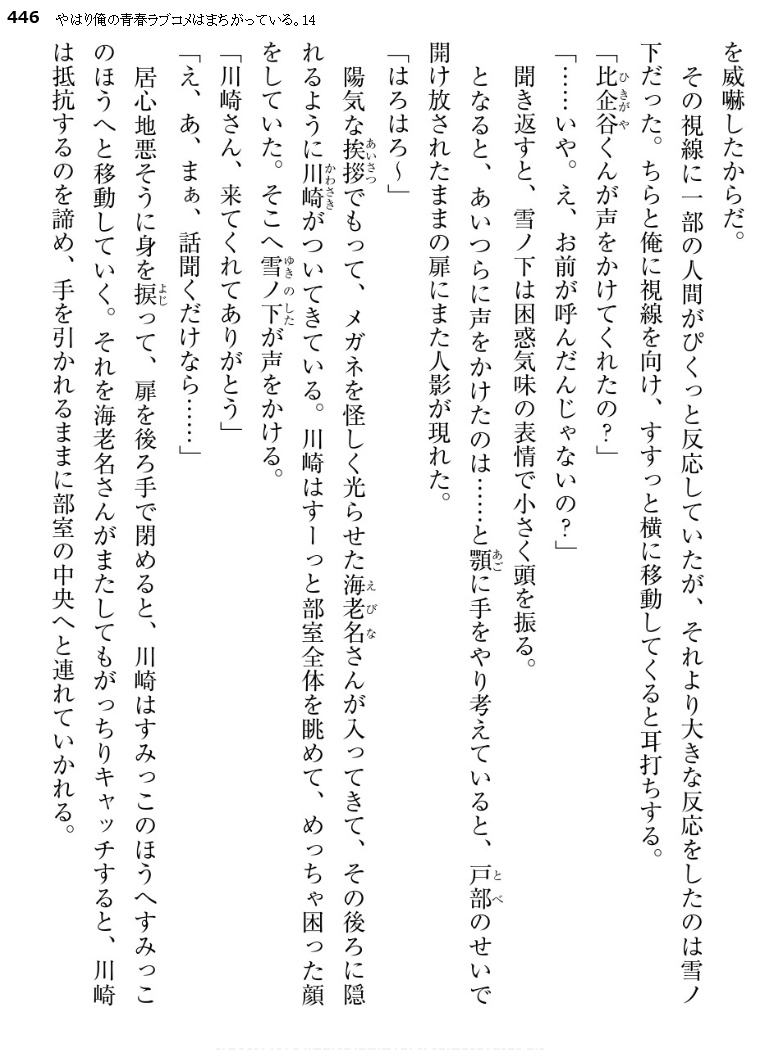 446 やはり俺の青春ラブコメはまちがっている。14
を威嚇したからだ。
その視線に一部の人間がぴくっと反応していたが、それより大きな反応をしたのは雪ノ
下だった。ちらと俺に視線を向け、すすっと横に移動してくると耳打ちする。
「比企谷くんが声をかけてくれたの？」
「……いや。え、お前が呼んだんじゃないの？」
聞き返すと、雪ノ下は困惑気味の表情で小さく頭を振る。
となると、あいつらに声をかけたのは……と顎に手をやり考えていると、戸部のせいで
開け放されたままの扉にまた人影が現れた。
「はろはろ～」
陽気な挨拶でもって、メガネを怪しく光らせた海老名さんが入ってきて、その後ろに隠
れるように川崎がついてきている。川崎はすーっと部室全体を眺めて、めっちゃ困った顔
をしていた。そこへ雪ノ下が声をかける。
「川崎さん、来てくれてありがとう」
「え、あ、まぁ、話聞くだけなら……」
居心地悪そうに身を捩って、扉を後ろ手で閉めると、川崎はすみっこのほうへすみっこ
のほうへと移動していく。それを海老名さんがまたしてもがっちりキャッチすると、川崎
は抵抗するのを諦め、手を引かれるままに部室の中央へと連れていかれる。